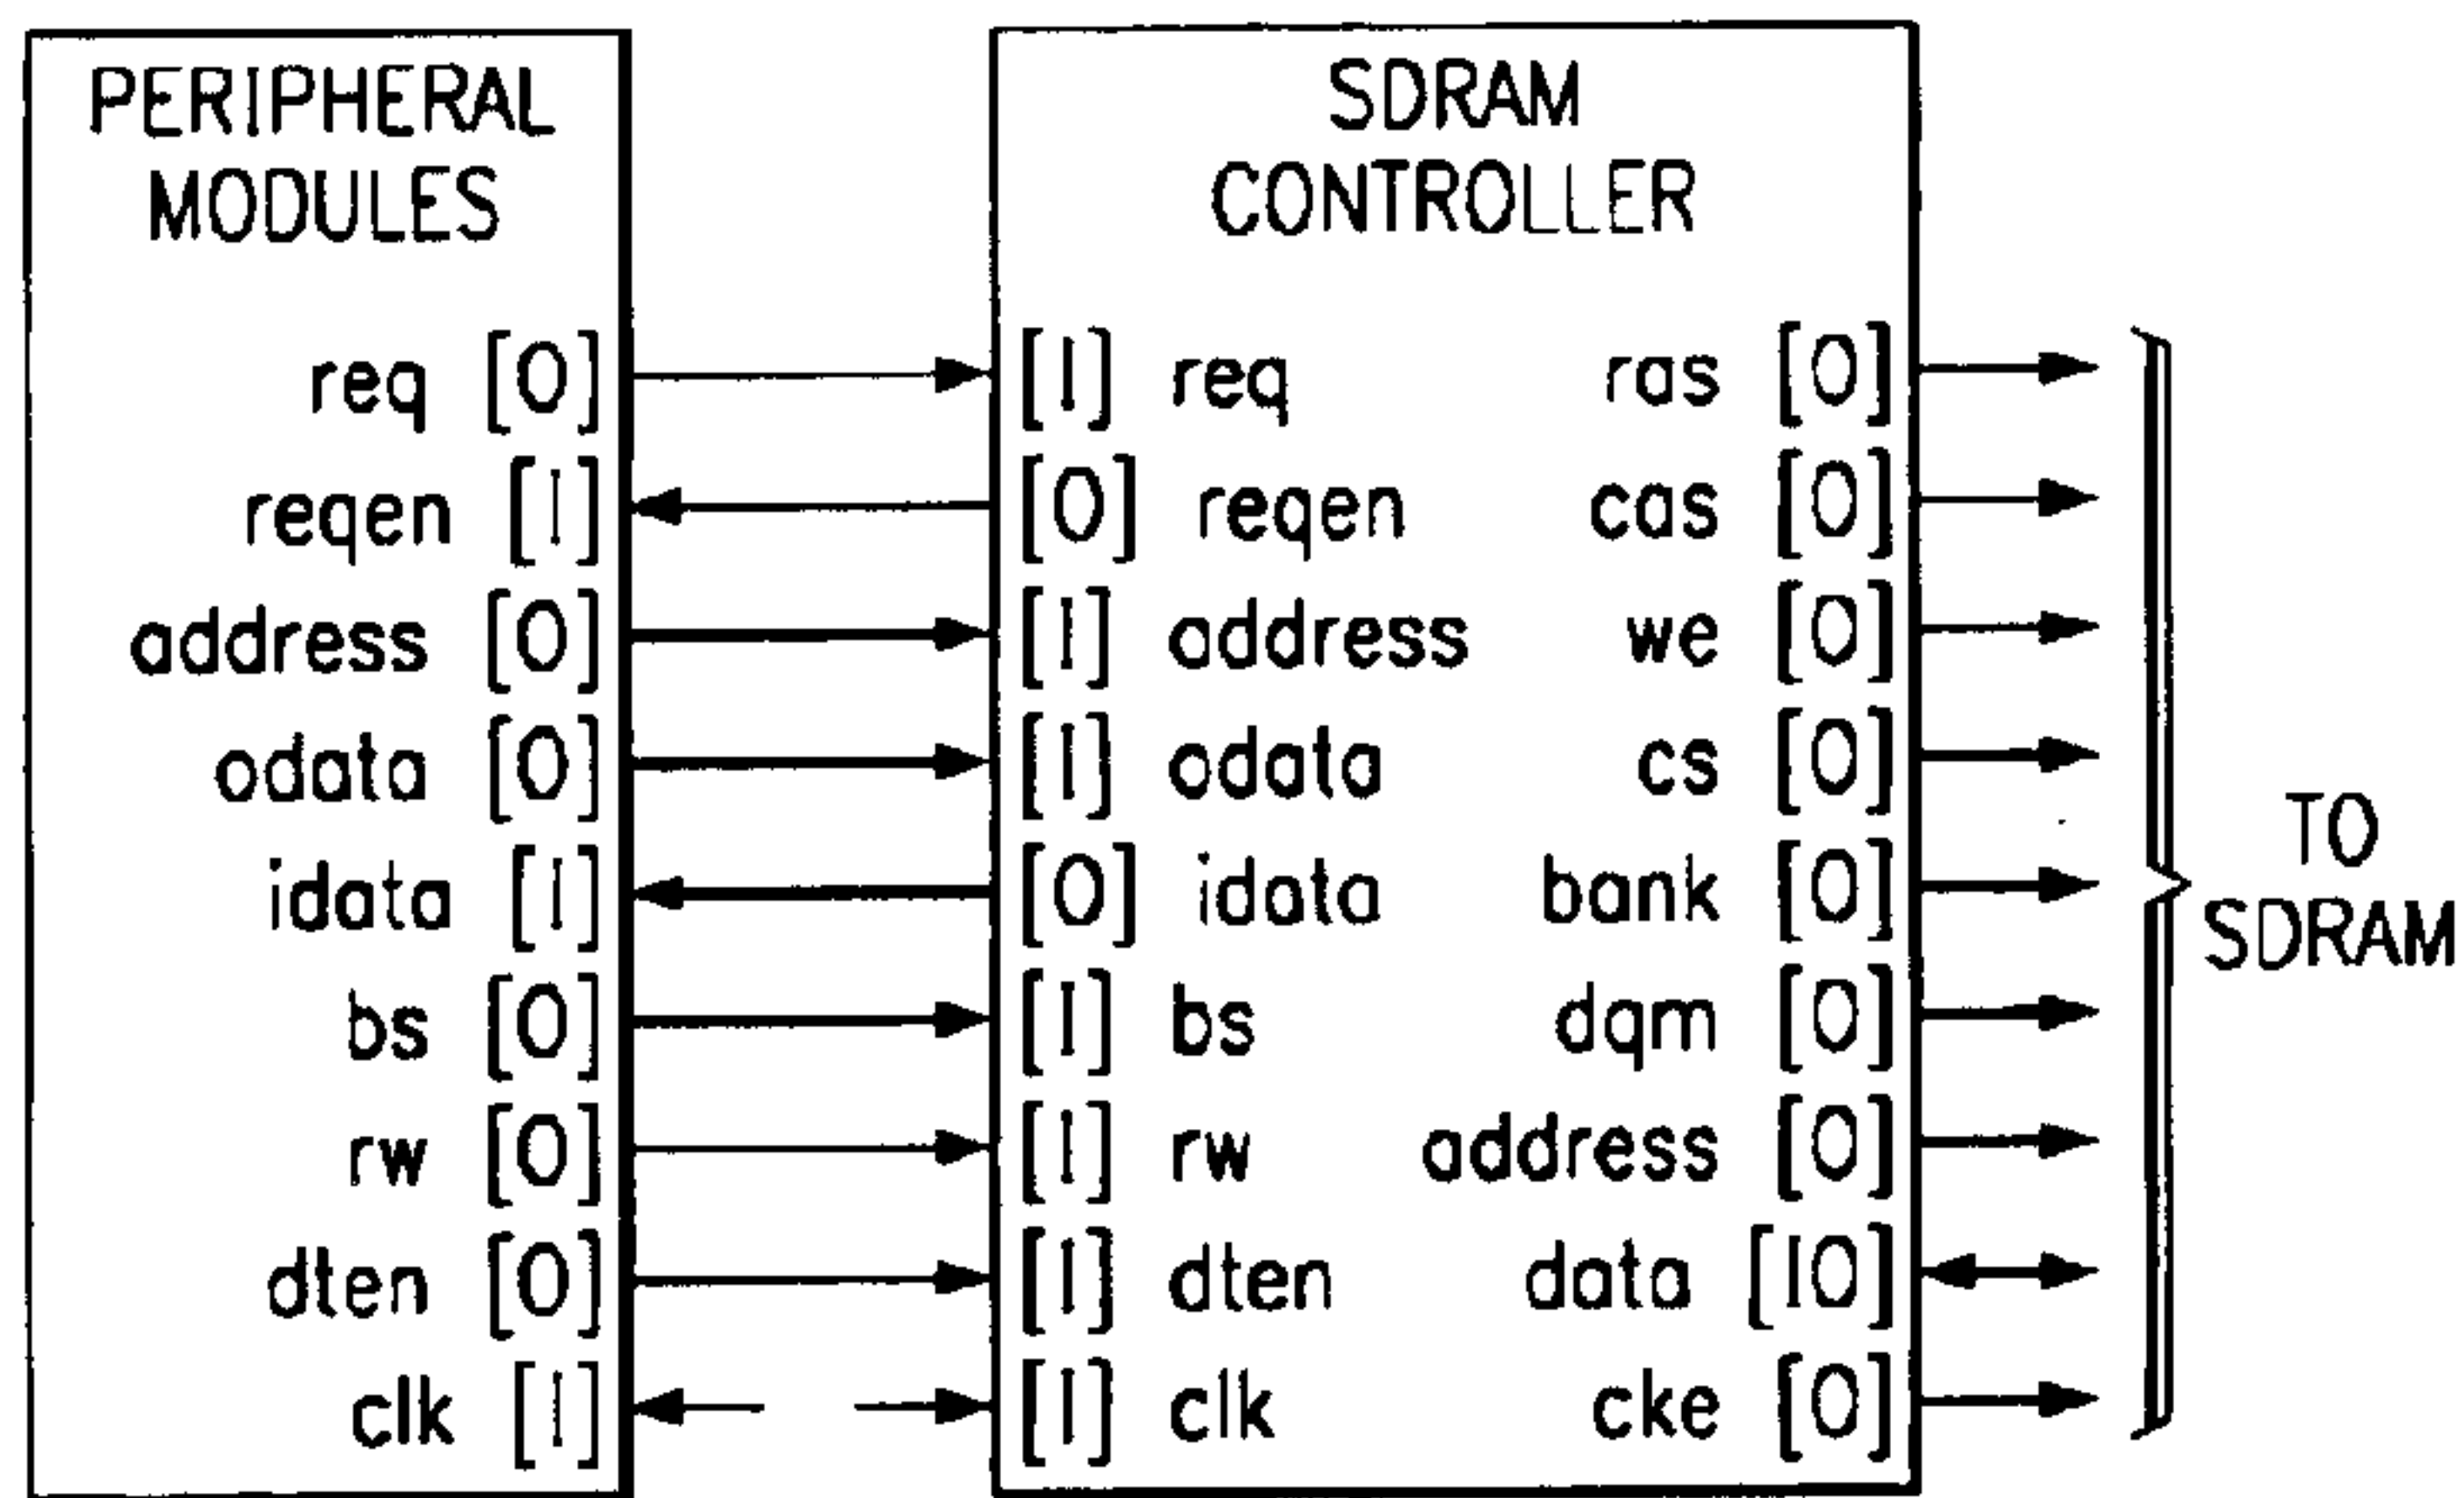 PERIPHERAL
MODULES
req [O]
reqen [I]
address [O]
odata [O]
idata [I]
bs [O]
rw [O]
dten [O]
clk [I]
SDRAM
CONTROLLER
[I] req
[O] reqen
[I] address
[I] odata
[O] idata
[I] bs
[I] rw
[I] dten
[I] clk
ras [O]
cas [O]
we [O]
cs [O]
bank [O]
dqm [O]
address [O]
data [IO]
cke [O]
TO
SDRAM